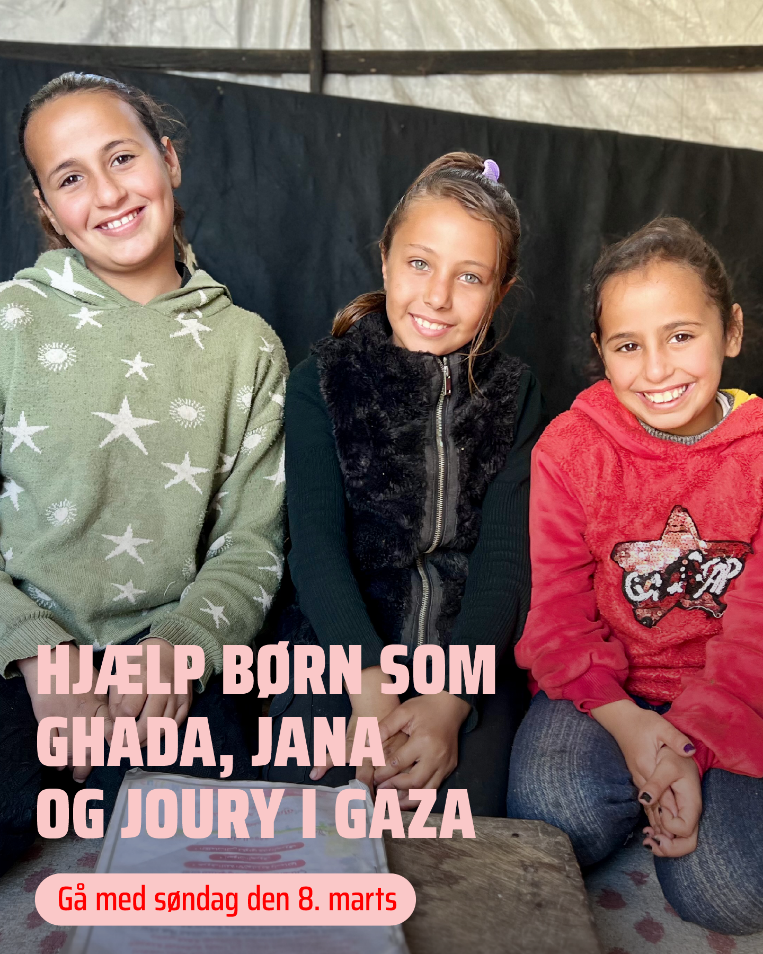 HJÆLP BØRN SOM
GHADA, JANA
OG JOURY I GAZA
Gå med søndag den 8. marts